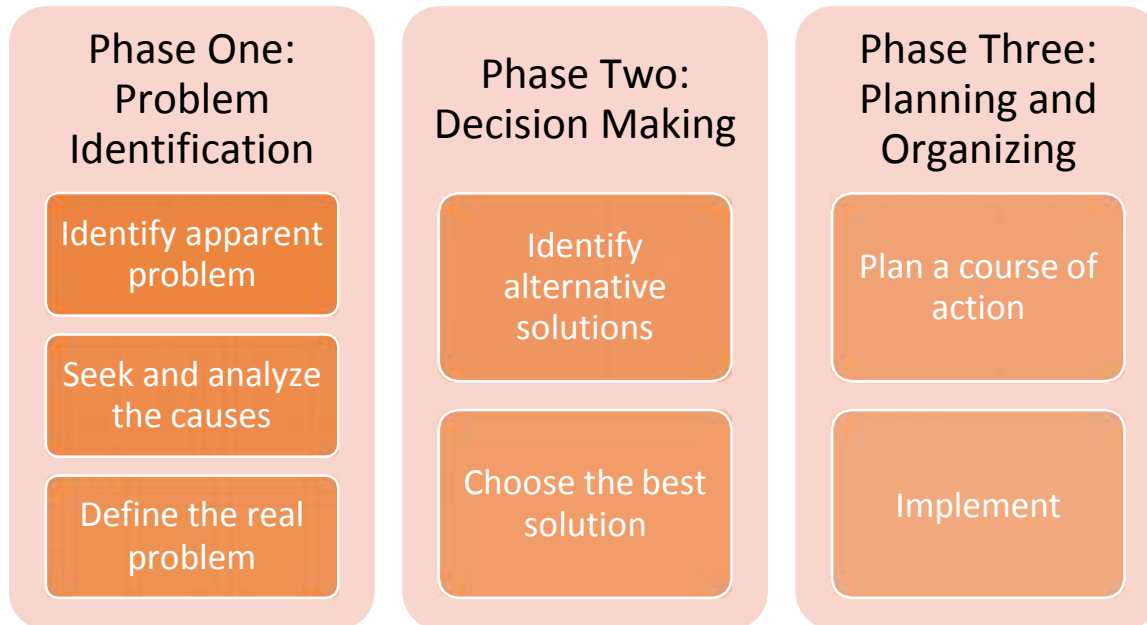 Phase One:
Problem
Identification
Identify apparent
problem
Seek and analyze
the causes
Define the real
problem
Phase Two:
Decision Making
Identify
alternative
solutions
Choose the best
solution
Phase Three:
Planning and
Organizing
Plan a course of
action
Implement